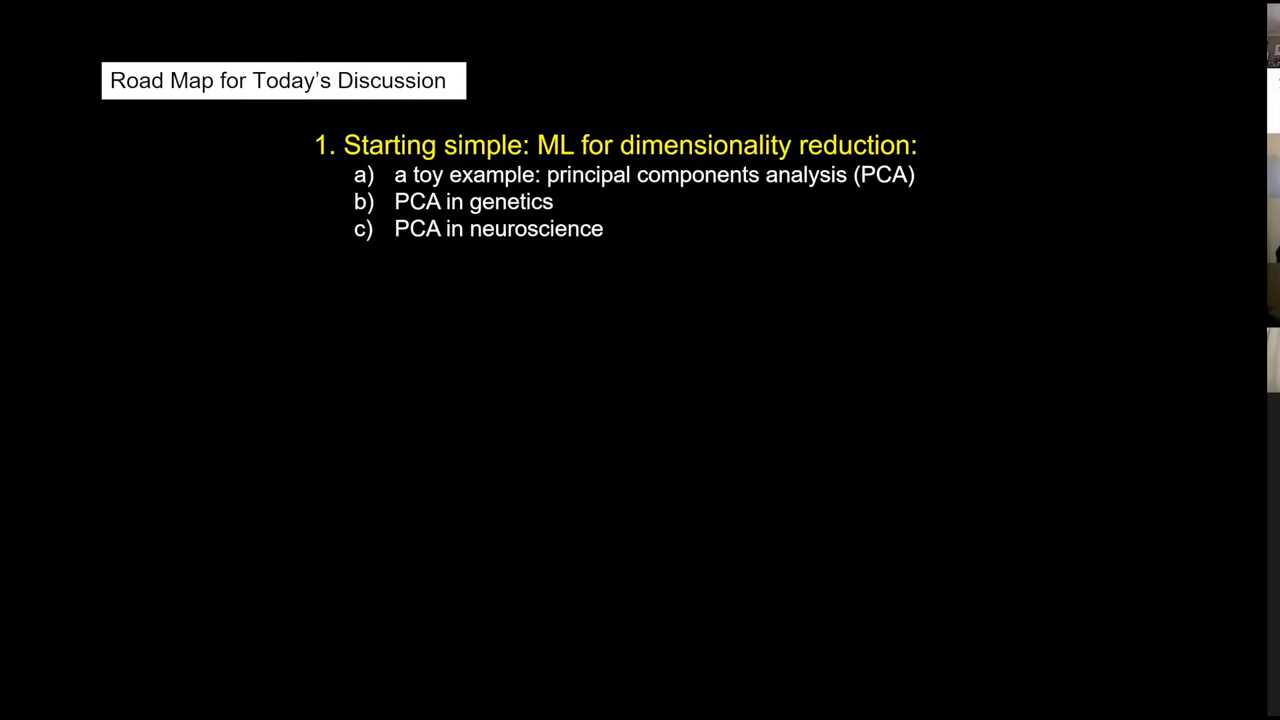 Road Map for Today’s Discussion
1. Starting simple: ML for dimensionality reduction:
a) a toy example: principal components analysis (PCA)
b) PCA in genetics
c) PCA in neuroscience